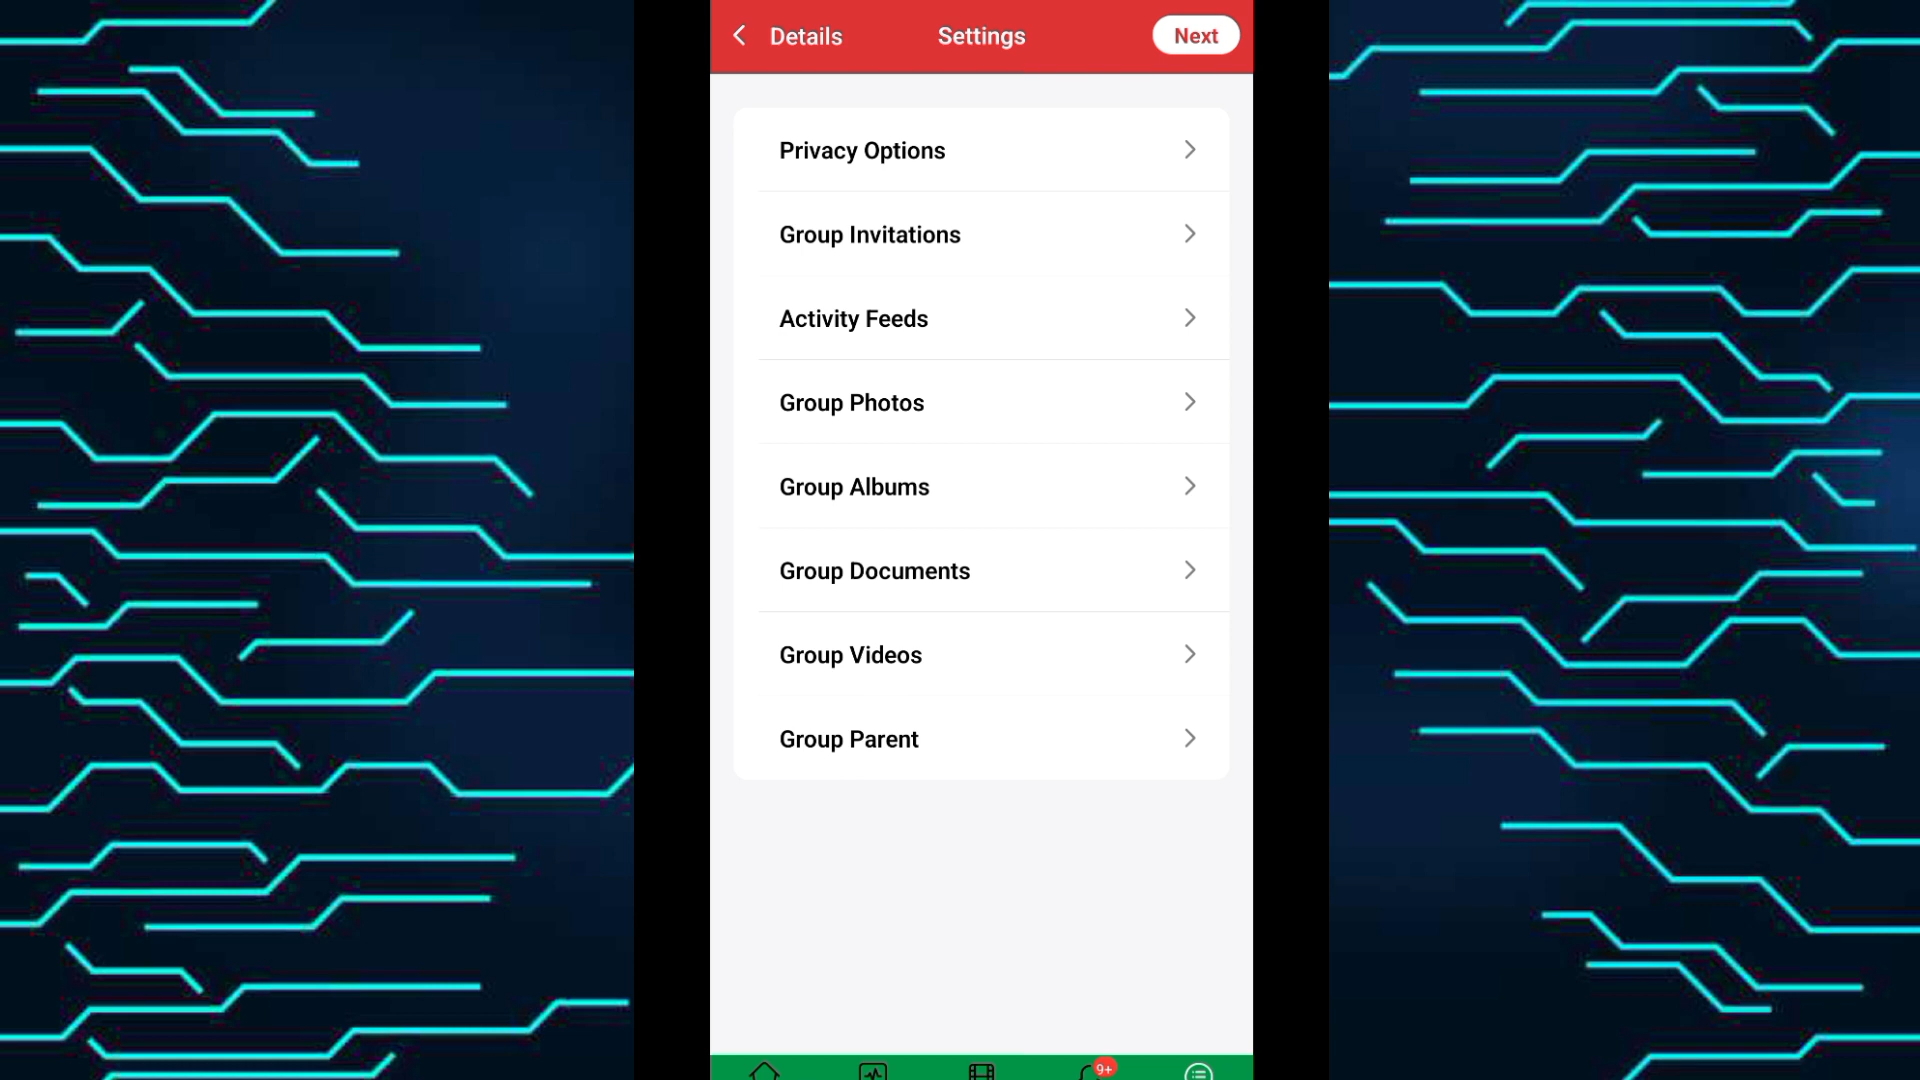 Details Settings Next
Privacy Options
Group Invitations
Activity Feeds
Group Photos
Group Albums
Group Documents
Group Videos
Group Parent
9+